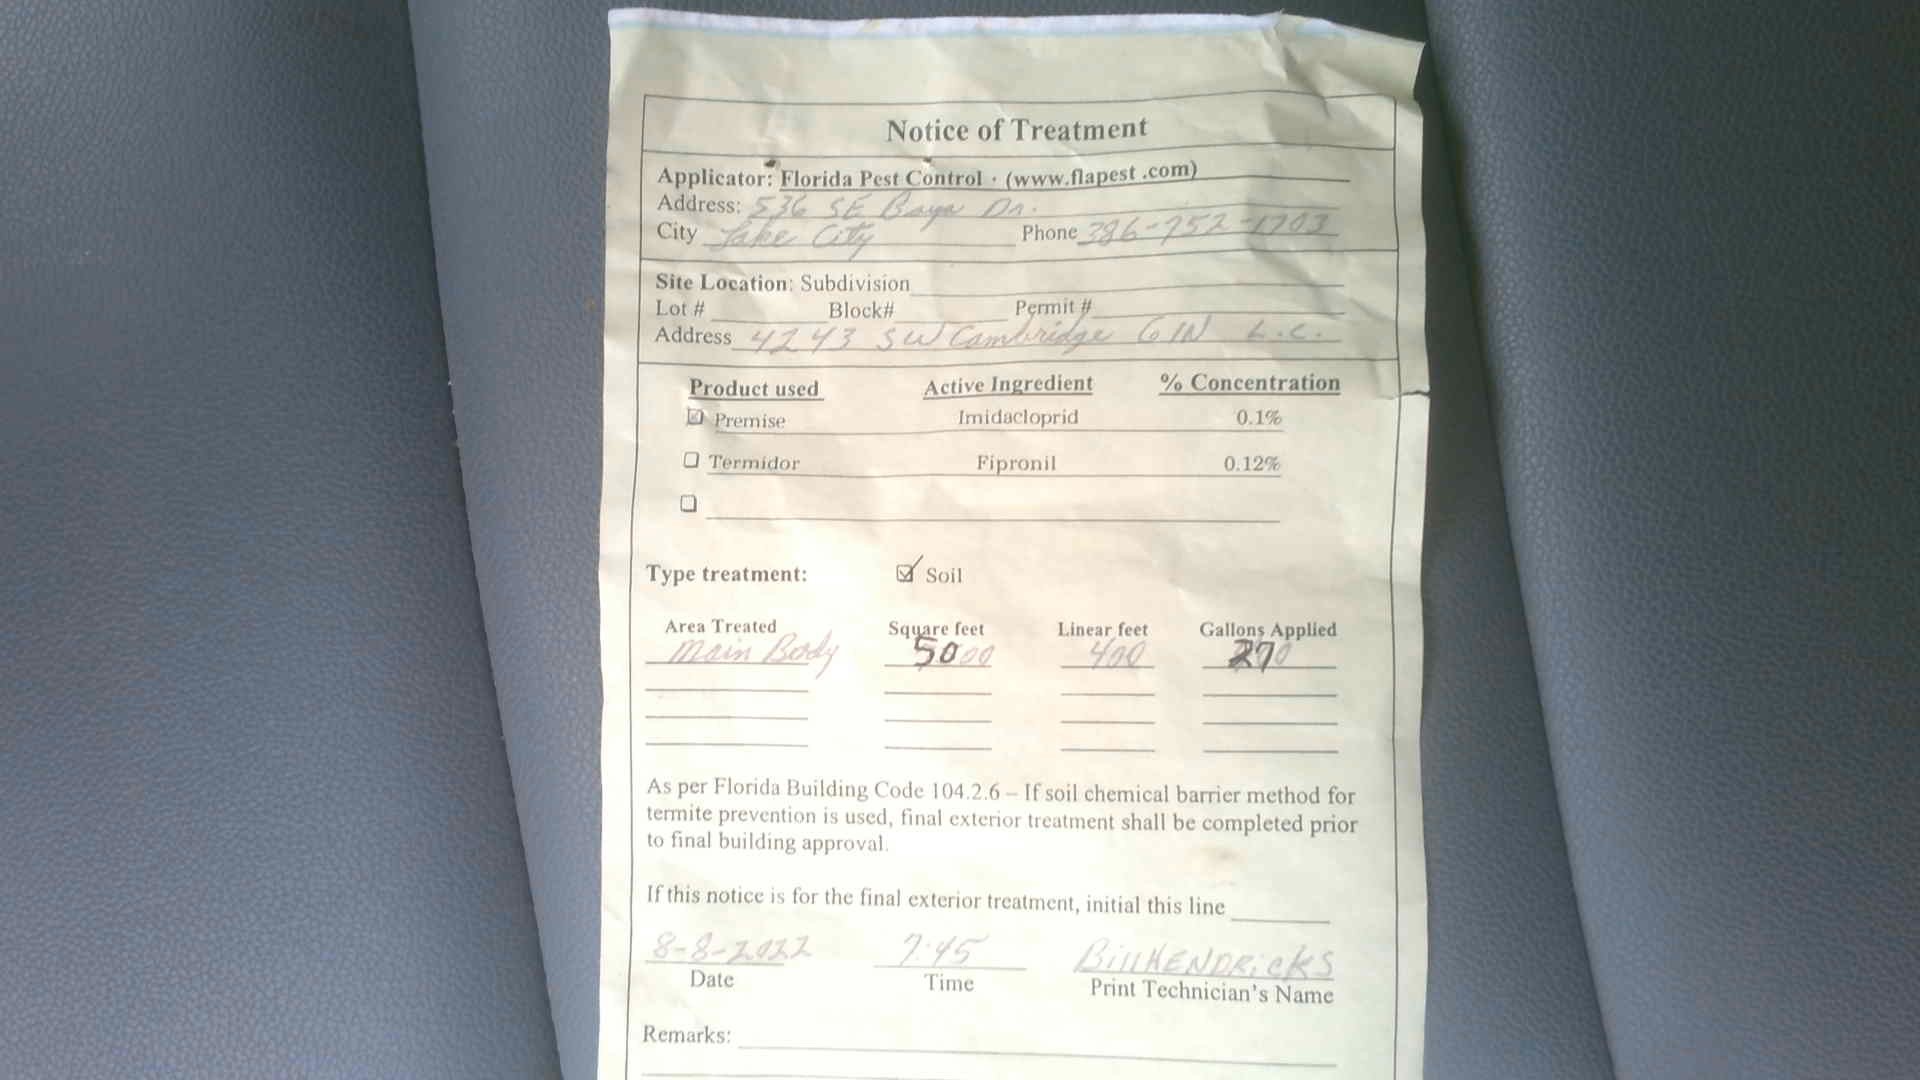 Notice of Treatment
Applicator: Florida Pest Control · (www.flapest .com)
Address: 536 SE Baya Dr.
City Lake City Phone 386-752-1703
Site Location: Subdivision
Lot # Block# Permit #
Address 4243 SW Cambridge GIN L.C.
Product used Active Ingredient % Concentration
Premise Imidacloprid 0.1%
Termidor Fipronil 0.12%
Type treatment: Soil
Area Treated Square feet Linear feet Gallons Applied
Main Body 5000 400 270
As per Florida Building Code 104.2.6 – If soil chemical barrier method for
termite prevention is used, final exterior treatment shall be completed prior
to final building approval.
If this notice is for the final exterior treatment, initial this line
8-8-2022 7:45 Bill HENDRicKS
Date Time Print Technician's Name
Remarks: